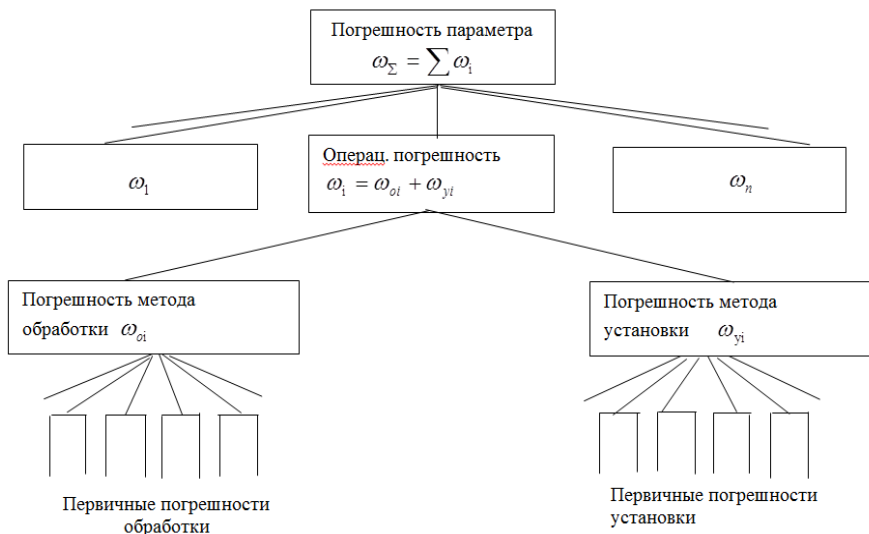 Погрешность параметра
ω_Σ = ∑ ω_i
ω_1
Операц. погрешность
ω_i = ω_oi + ω_yi
ω_n
Погрешность метода
обработки ω_oi
Погрешность метода
установки ω_yi
Первичные погрешности
обработки
Первичные погрешности
установки